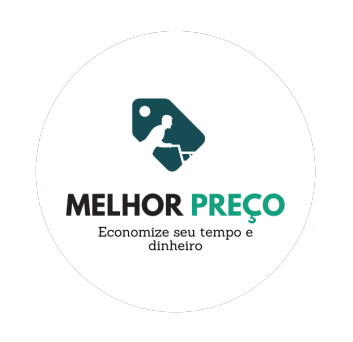 MELHOR PREÇO
Economize seu tempo e
dinheiro